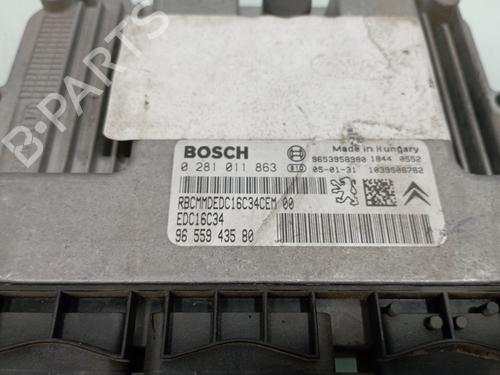 B-PARTS
BOSCH
Made in Hungary
0 281 011 863
9653958980 1844 0552
05-01-31 1039S06762
RBCMMDEDC16C34CEM 00
EDC16C34
96 559 435 80